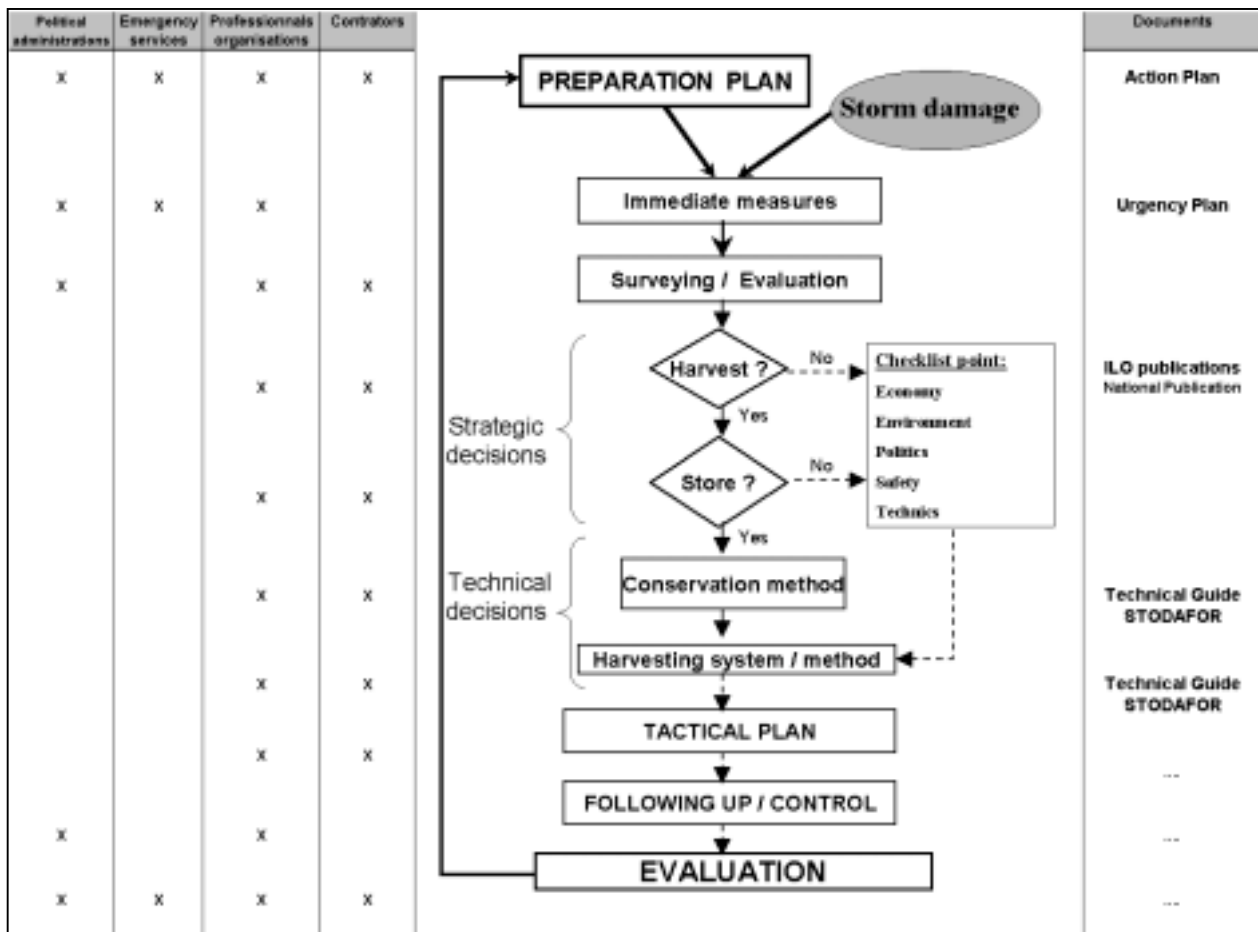 Political administrations
Emergency services
Professionnals organisations
Contrators
Documents
X X X X
PREPARATION PLAN
Action Plan
Storm damage
X X X
Immediate measures
Urgency Plan
X X X
Surveying / Evaluation
Harvest ?
No
Checklist point:
Economy
Environment
Politics
Safety
Technics
X X
ILO publications
National Publication
Yes
Strategic
decisions
Store ?
No
X X
Yes
Technical
decisions
Conservation method
X X
Technical Guide
STODAFOR
Harvesting system / method
X X
Technical Guide
STODAFOR
TACTICAL PLAN
X X
....
FOLLOWING UP / CONTROL
X X
....
EVALUATION
X X X X
....